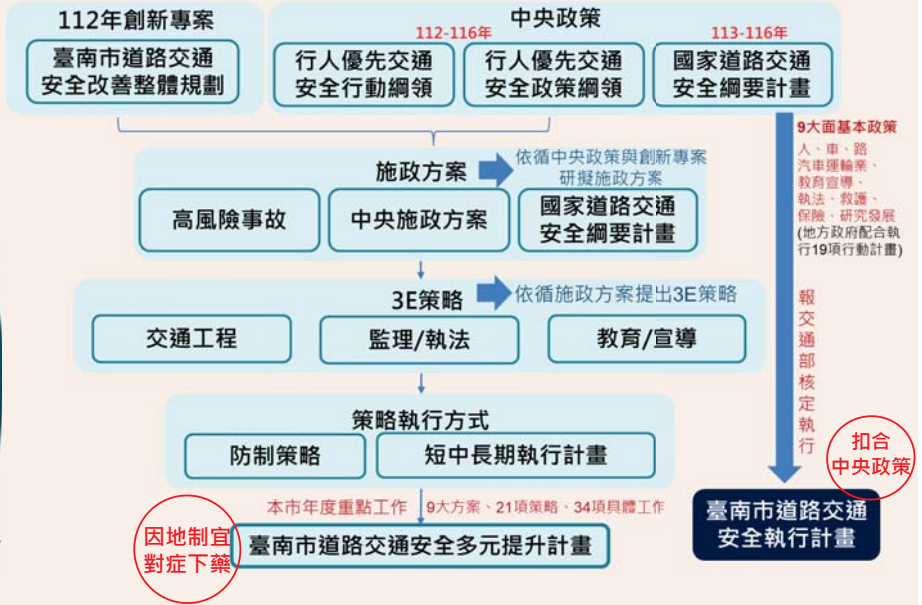 112年創新專案
臺南市道路交通
安全改善整體規劃
中央政策
112-116年
113-116年
行人優先交通
安全行動綱領
行人優先交通
安全政策綱領
國家道路交通
安全綱要計畫
9大面基本政策
人、車、路
汽車運輸業、
教育宣導、
執法、救護、
保險、研究發展
(地方政府配合執
行19項行動計畫)
施政方案
依循中央政策與創新專案
研擬施政方案
高風險事故
中央施政方案
國家道路交通
安全綱要計畫
3E策略
依循施政方案提出3E策略
交通工程
監理/執法
教育/宣導
報交通部核定執行
策略執行方式
防制策略
短中長期執行計畫
扣合
中央政策
本市年度重點工作
9大方案、21項策略、34項具體工作
因地制宜
對症下藥
臺南市道路交通安全多元提升計畫
臺南市道路交通
安全執行計畫